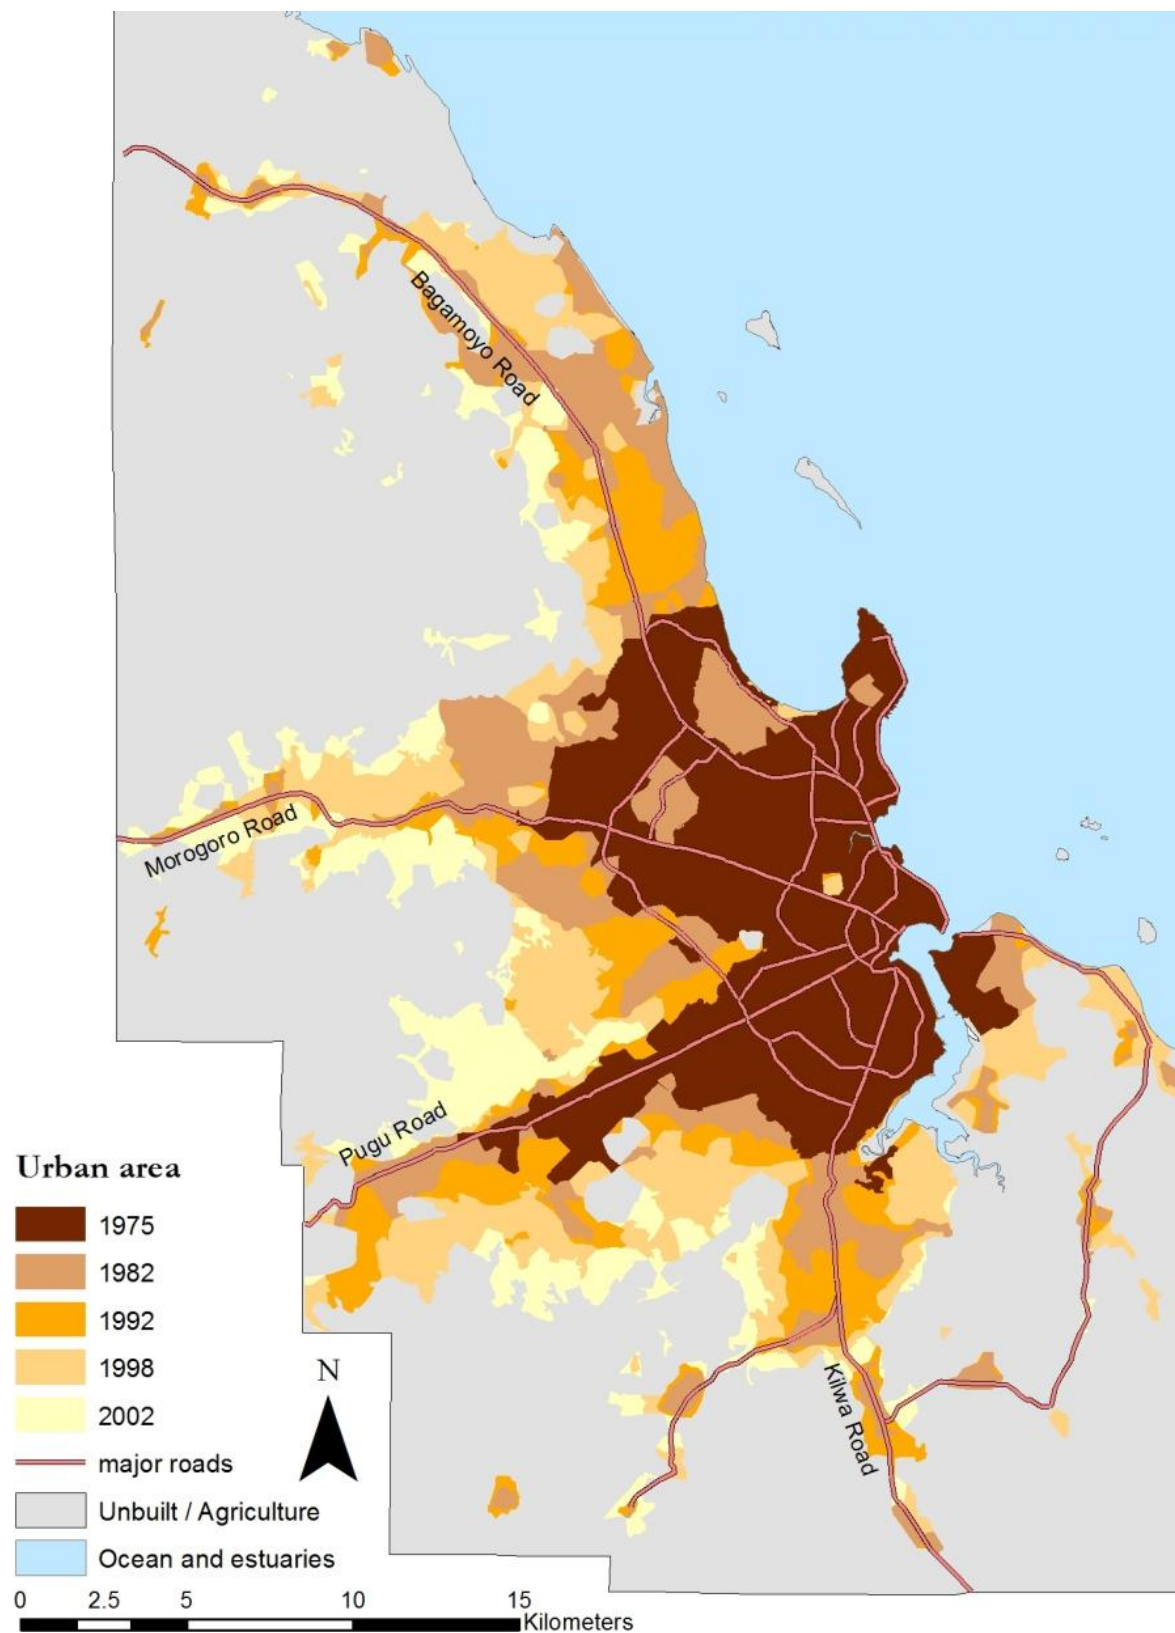 Bagamoyo Road
Morogoro Road
Pugu Road
Kilwa Road
Urban area
1975
1982
1992
1998
2002
major roads
Unbuilt / Agriculture
Ocean and estuaries
N
0 2.5 5 10 15
Kilometers